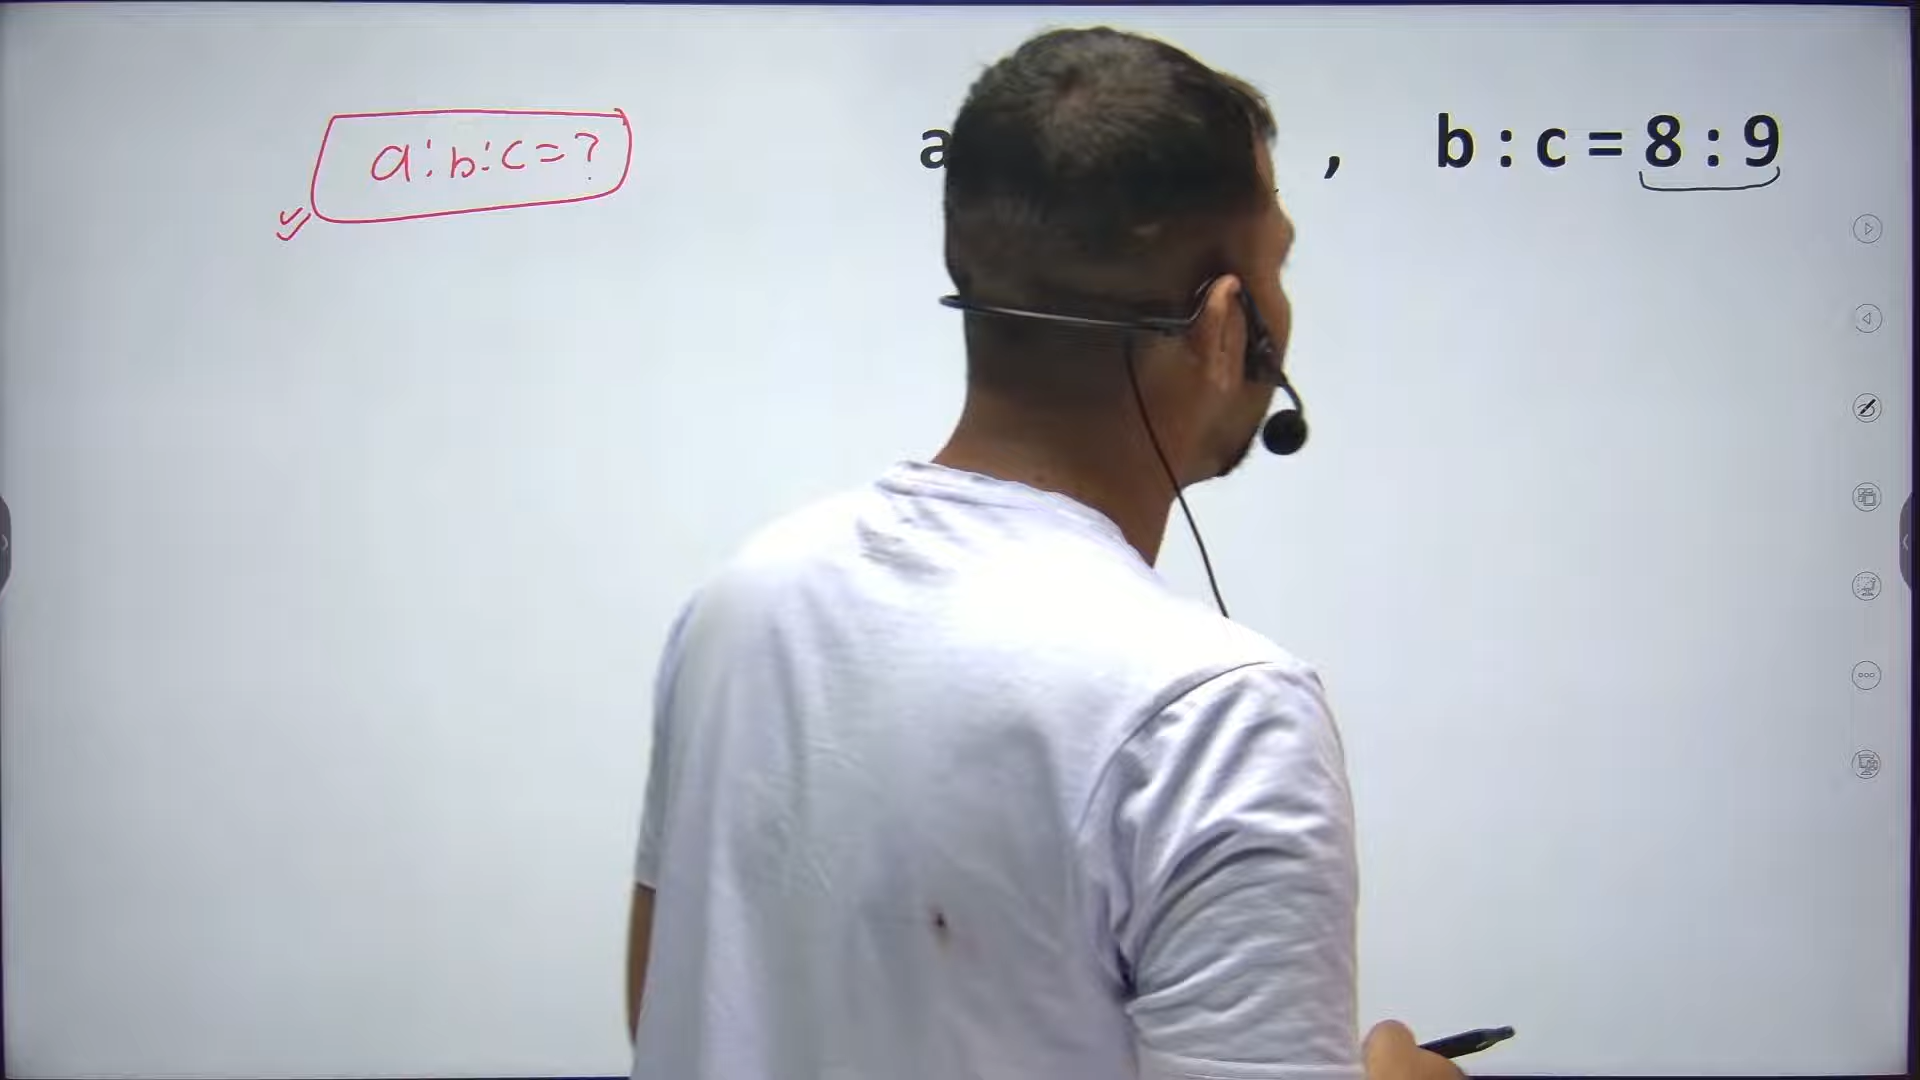 a:b:c=?
a , b : c = 8 : 9